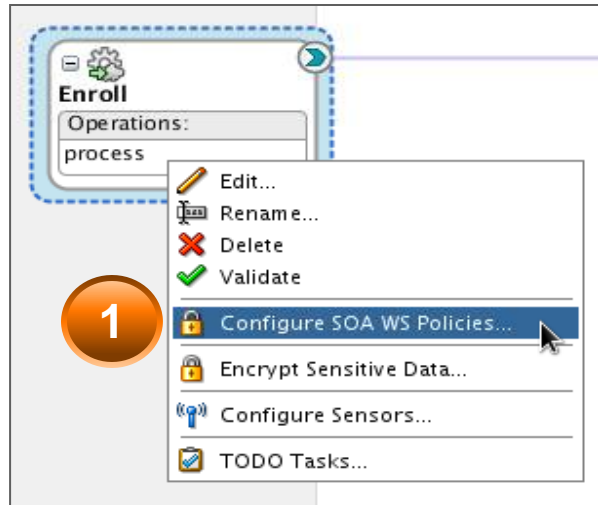 Enroll
Operations:
process
Edit...
Rename...
Delete
Validate
1
Configure SOA WS Policies...
Encrypt Sensitive Data...
Configure Sensors...
TODO Tasks...